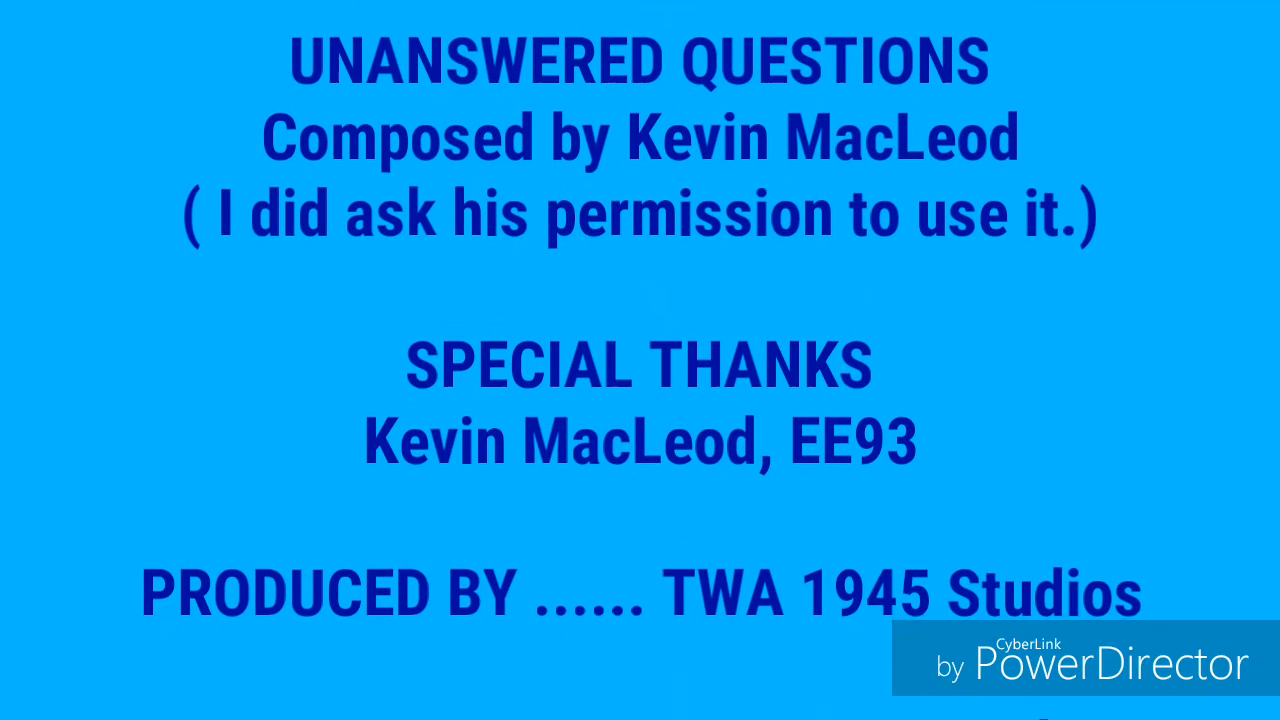 UNANSWERED QUESTIONS
Composed by Kevin MacLeod
( I did ask his permission to use it.)
SPECIAL THANKS
Kevin MacLeod, EE93
PRODUCED BY ...... TWA 1945 Studios
CyberLink
by PowerDirector